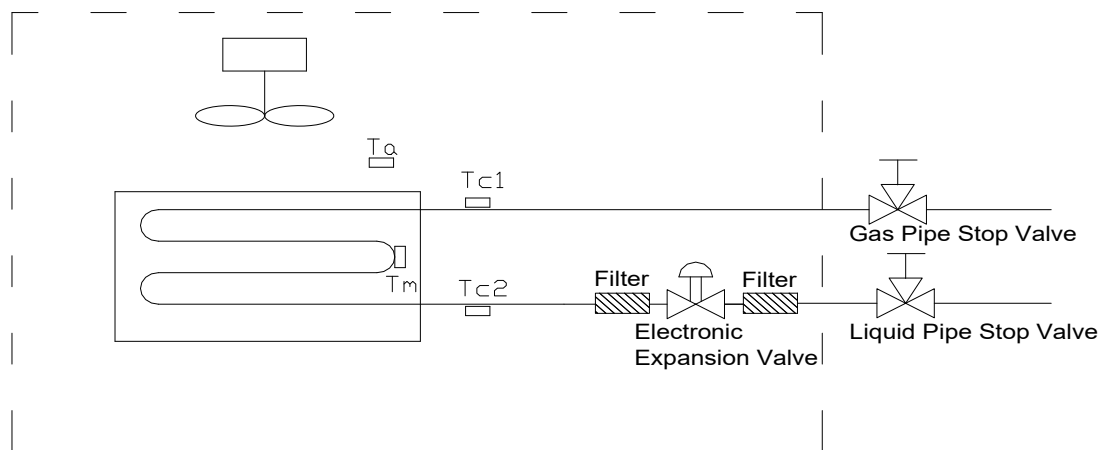 Ta
Tc1
Gas Pipe Stop Valve
Tm
Tc2
Filter
Filter
Electronic
Expansion Valve
Liquid Pipe Stop Valve